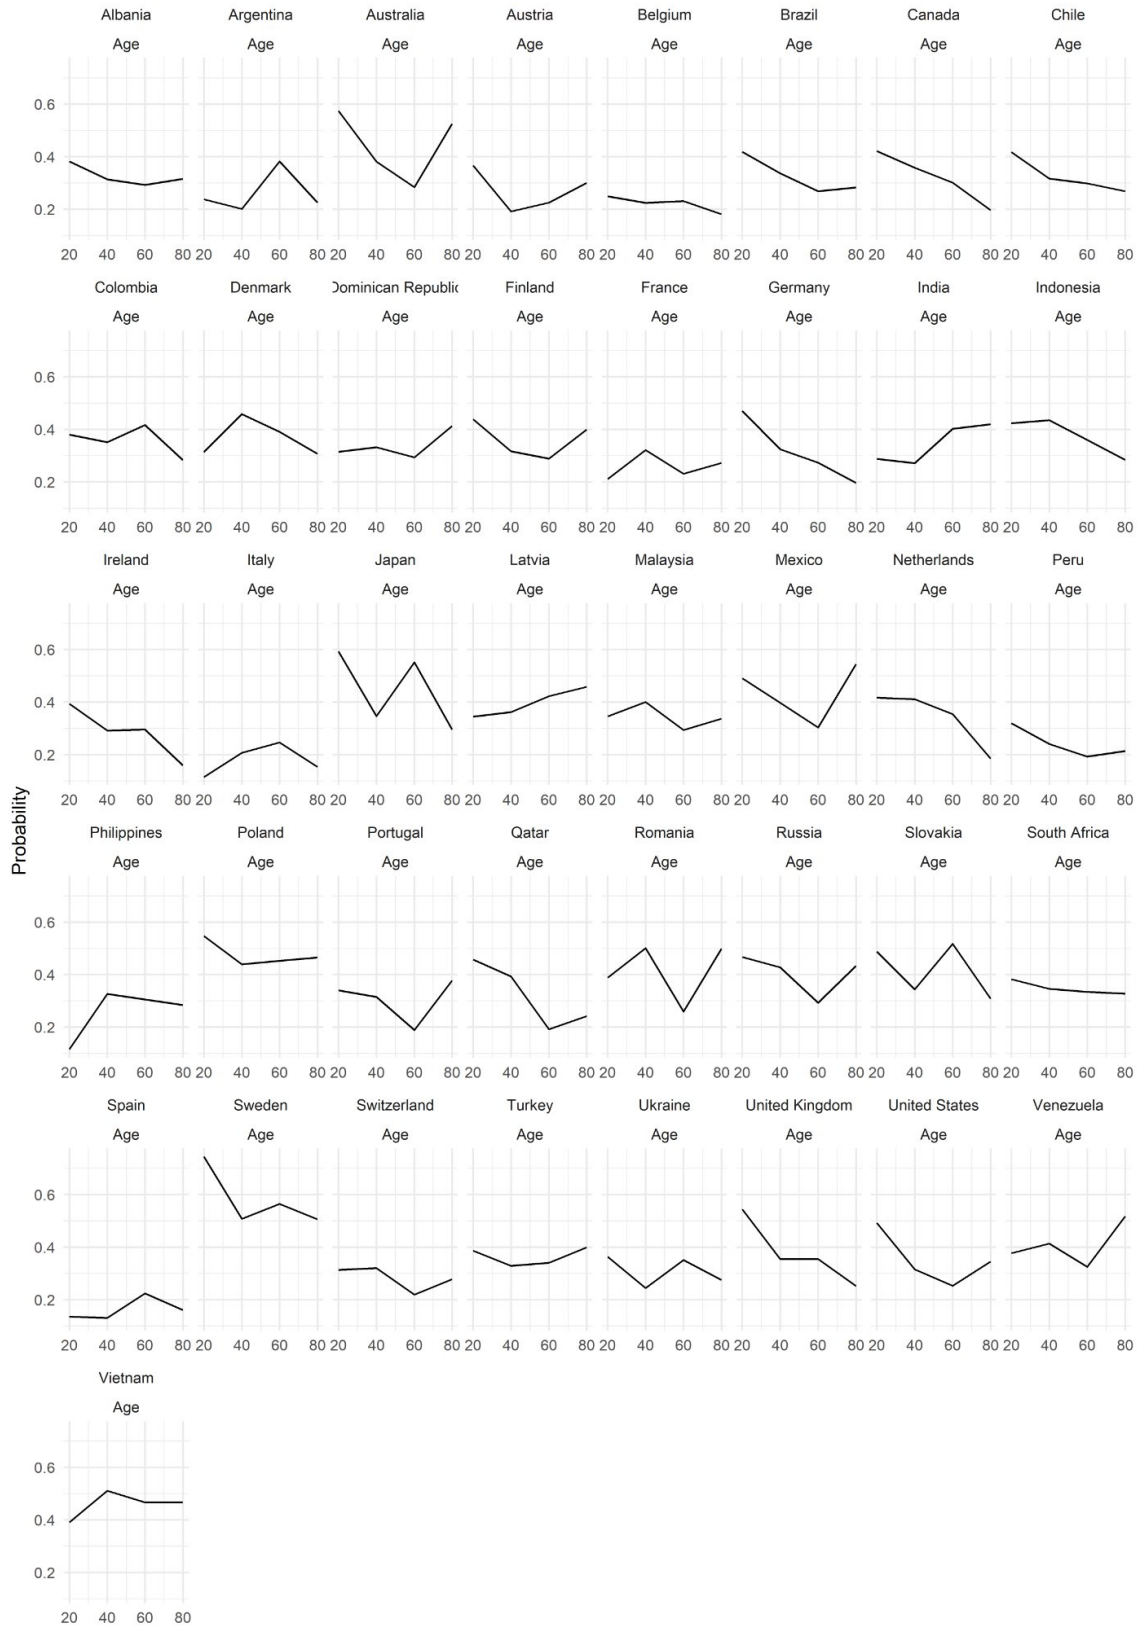 Albania Argentina Australia Austria Belgium Brazil Canada Chile
Age Age Age Age Age Age Age Age
0.6
0.4
0.2
20 40 60 80 20 40 60 80 20 40 60 80 20 40 60 80 20 40 60 80 20 40 60 80 20 40 60 80 20 40 60 80
Colombia Denmark Dominican Republic Finland France Germany India Indonesia
Age Age Age Age Age Age Age Age
0.6
0.4
0.2
20 40 60 80 20 40 60 80 20 40 60 80 20 40 60 80 20 40 60 80 20 40 60 80 20 40 60 80 20 40 60 80
Ireland Italy Japan Latvia Malaysia Mexico Netherlands Peru
Age Age Age Age Age Age Age Age
0.6
0.4
0.2
20 40 60 80 20 40 60 80 20 40 60 80 20 40 60 80 20 40 60 80 20 40 60 80 20 40 60 80 20 40 60 80
Probability
Philippines Poland Portugal Qatar Romania Russia Slovakia South Africa
Age Age Age Age Age Age Age Age
0.6
0.4
0.2
20 40 60 80 20 40 60 80 20 40 60 80 20 40 60 80 20 40 60 80 20 40 60 80 20 40 60 80 20 40 60 80
Spain Sweden Switzerland Turkey Ukraine United Kingdom United States Venezuela
Age Age Age Age Age Age Age Age
0.6
0.4
0.2
20 40 60 80 20 40 60 80 20 40 60 80 20 40 60 80 20 40 60 80 20 40 60 80 20 40 60 80 20 40 60 80
Vietnam
Age
0.6
0.4
0.2
20 40 60 80